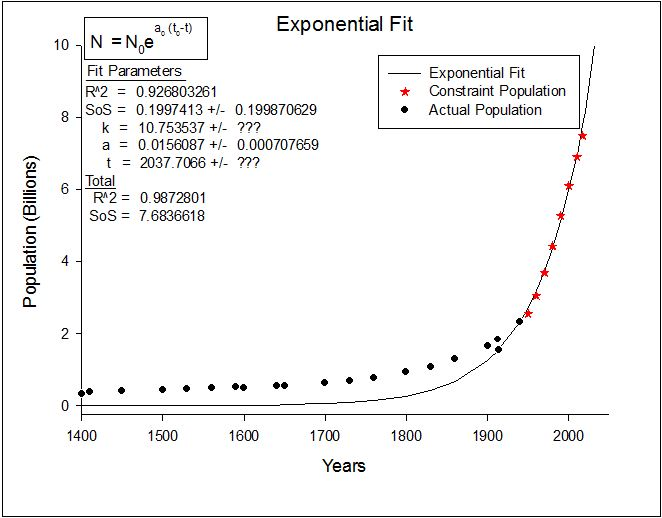 Exponential Fit
N = N₀e^a₀ (t₀-t)
Fit Parameters
R^2 = 0.926803261
SoS = 0.1997413 +/- 0.199870629
k = 10.753537 +/- ???
a = 0.0156087 +/- 0.000707659
t = 2037.7066 +/- ???
Total
R^2 = 0.9872801
SoS = 7.6836618
Exponential Fit
Constraint Population
Actual Population
Population (Billions)
10
8
6
4
2
0
1400 1500 1600 1700 1800 1900 2000
Years